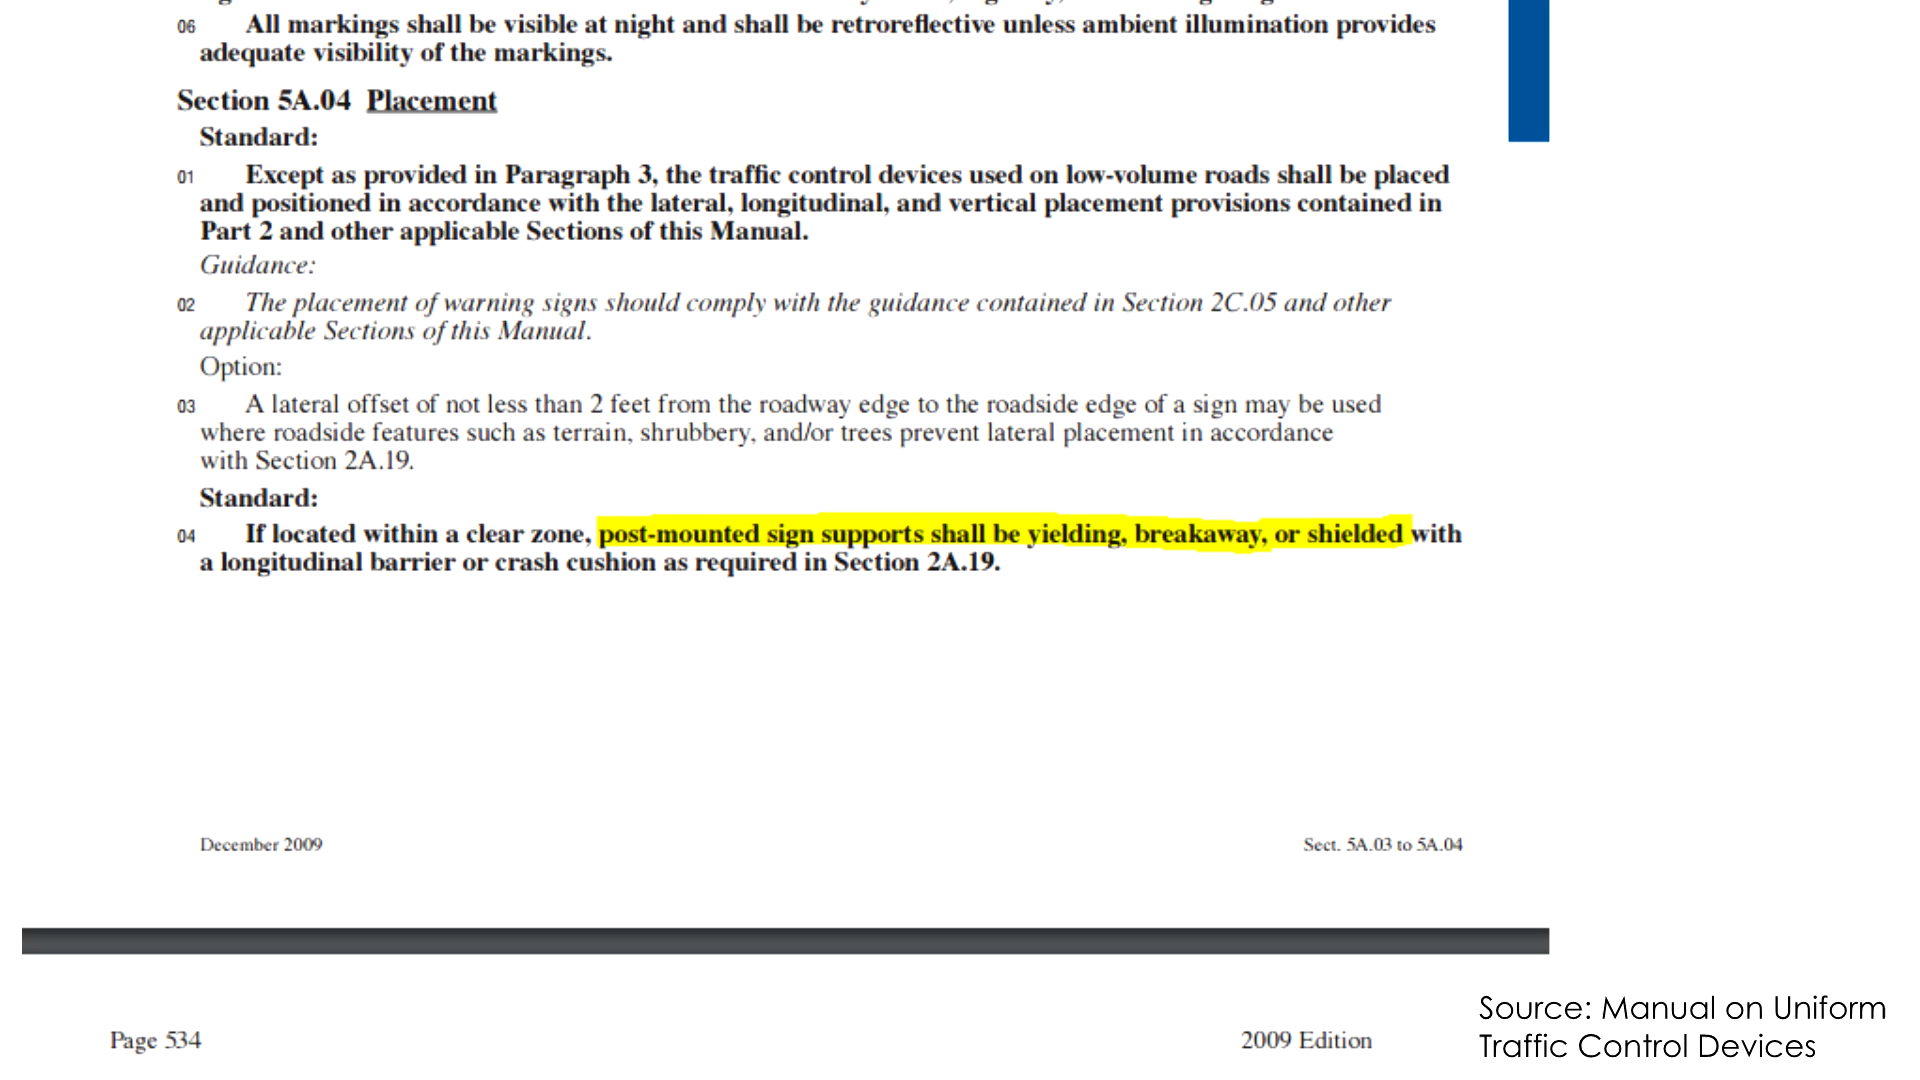 06 All markings shall be visible at night and shall be retroreflective unless ambient illumination provides
adequate visibility of the markings.
Section 5A.04 Placement
Standard:
01 Except as provided in Paragraph 3, the traffic control devices used on low-volume roads shall be placed
and positioned in accordance with the lateral, longitudinal, and vertical placement provisions contained in
Part 2 and other applicable Sections of this Manual.
Guidance:
02 The placement of warning signs should comply with the guidance contained in Section 2C.05 and other
applicable Sections of this Manual.
Option:
03 A lateral offset of not less than 2 feet from the roadway edge to the roadside edge of a sign may be used
where roadside features such as terrain, shrubbery, and/or trees prevent lateral placement in accordance
with Section 2A.19.
Standard:
04 If located within a clear zone, post-mounted sign supports shall be yielding, breakaway, or shielded with
a longitudinal barrier or crash cushion as required in Section 2A.19.
December 2009 Sect. 5A.03 to 5A.04
Page 534 2009 Edition
Source: Manual on Uniform
Traffic Control Devices